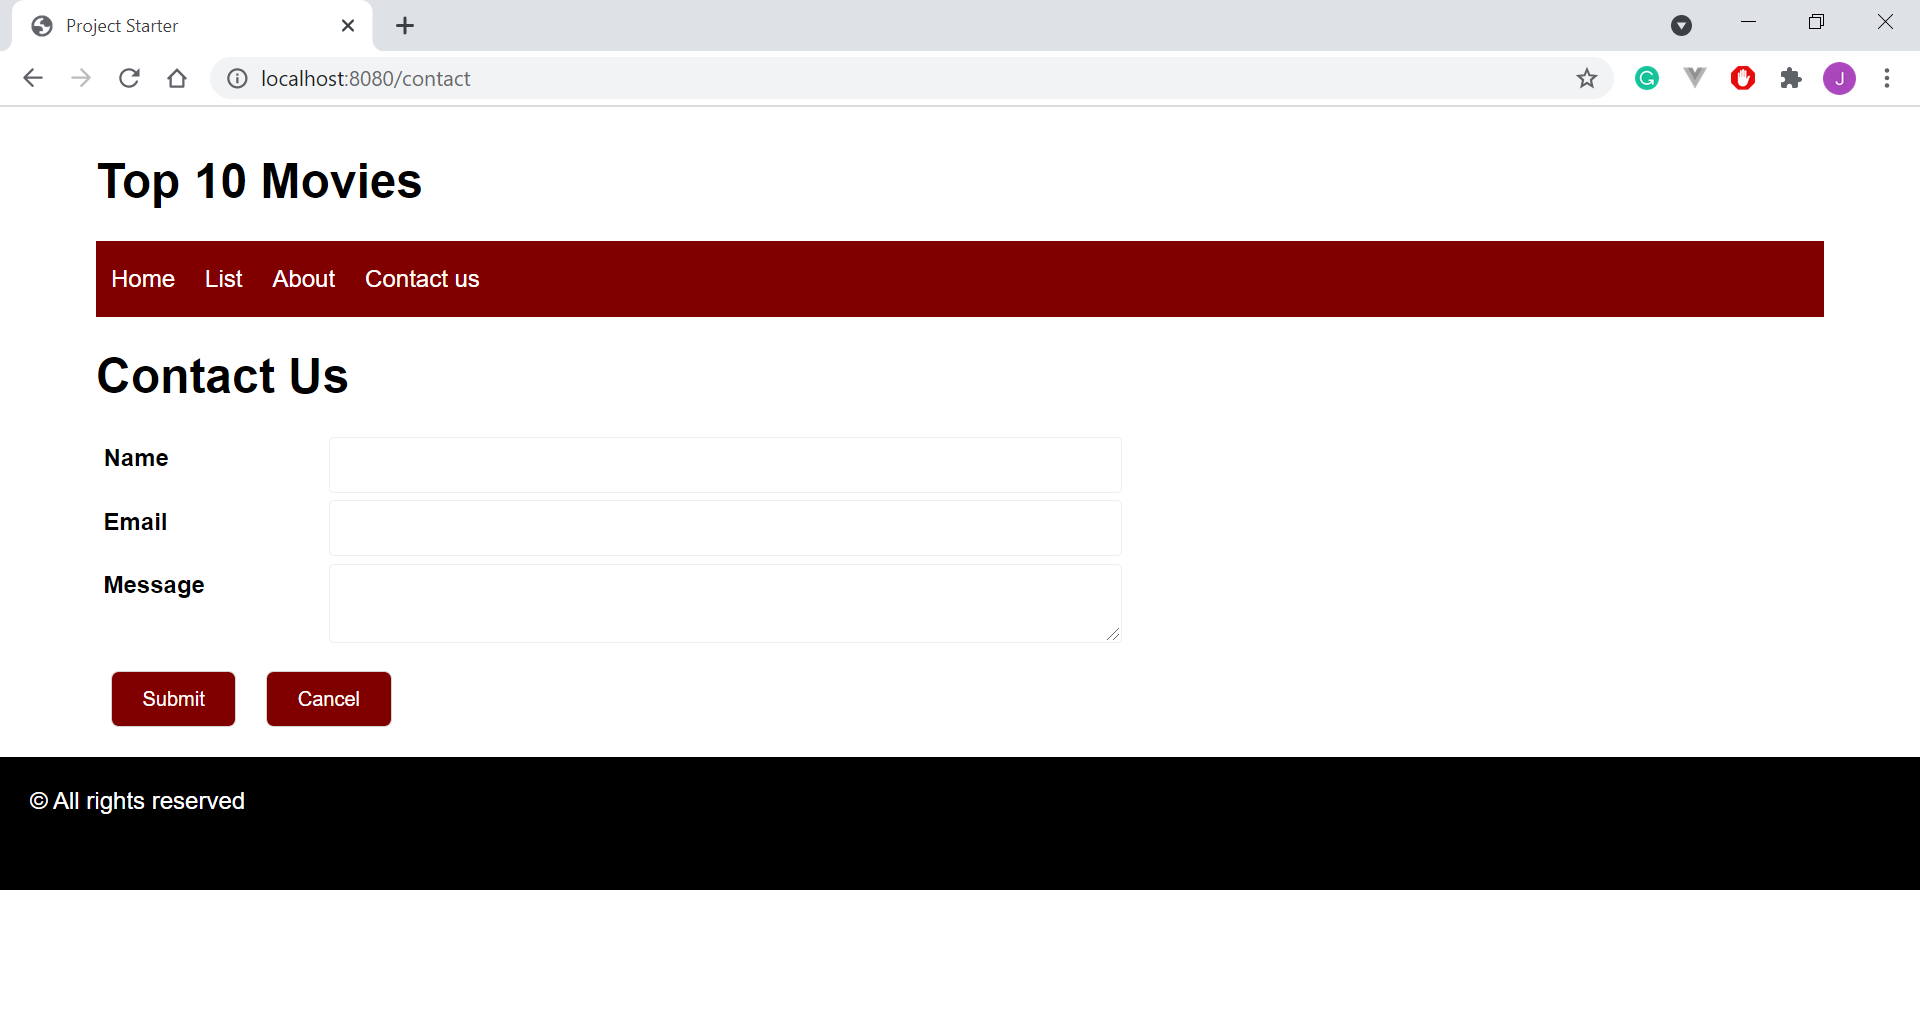 Project Starter
localhost:8080/contact
J
Top 10 Movies
Home List About Contact us
Contact Us
Name
Email
Message
Submit Cancel
© All rights reserved